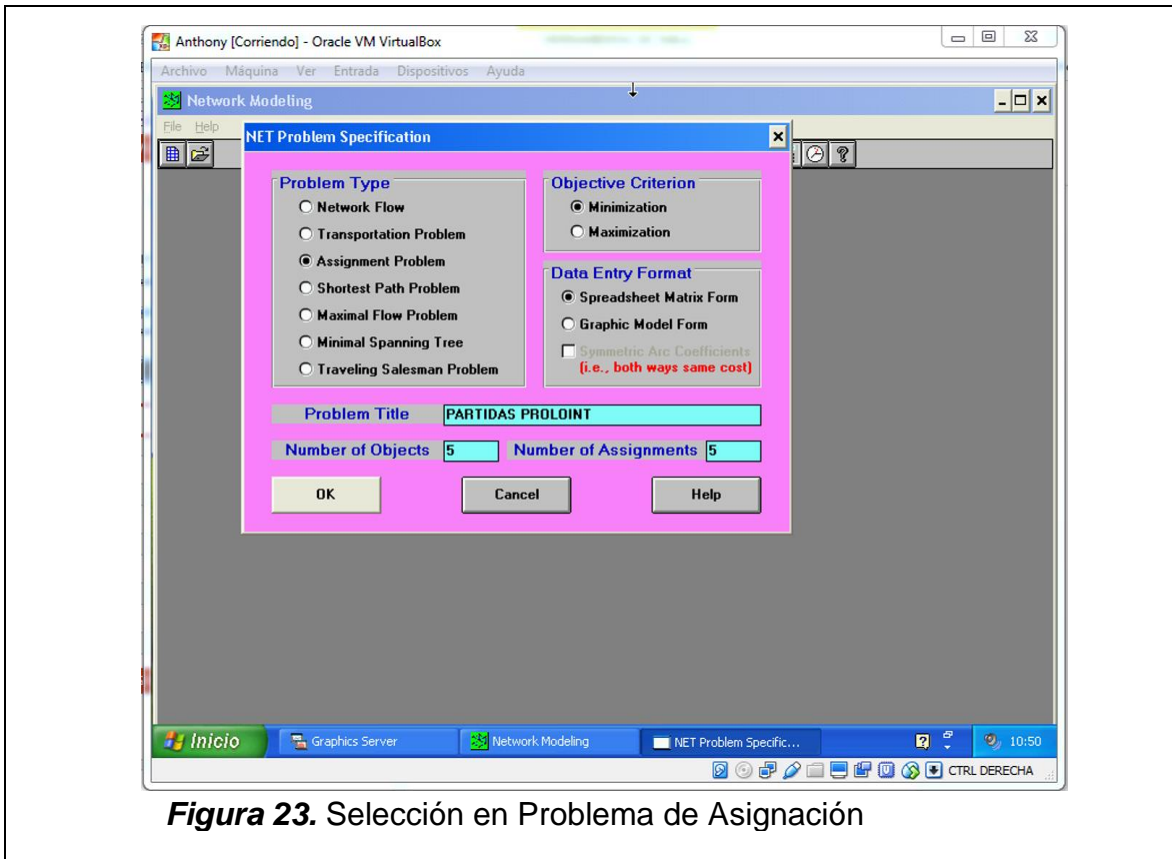 Anthony [Corriendo] - Oracle VM VirtualBox
Archivo Máquina Ver Entrada Dispositivos Ayuda
Network Modeling
File Help
NET Problem Specification
Problem Type
Network Flow
Transportation Problem
Assignment Problem
Shortest Path Problem
Maximal Flow Problem
Minimal Spanning Tree
Traveling Salesman Problem
Objective Criterion
Minimization
Maximization
Data Entry Format
Spreadsheet Matrix Form
Graphic Model Form
Symmetric Arc Coefficients
(i.e., both ways same cost)
Problem Title PARTIDAS PROLOINT
Number of Objects 5 Number of Assignments 5
OK Cancel Help
Inicio Graphics Server Network Modeling NET Problem Specific... 10:50
CTRL DERECHA
Figura 23. Selección en Problema de Asignación